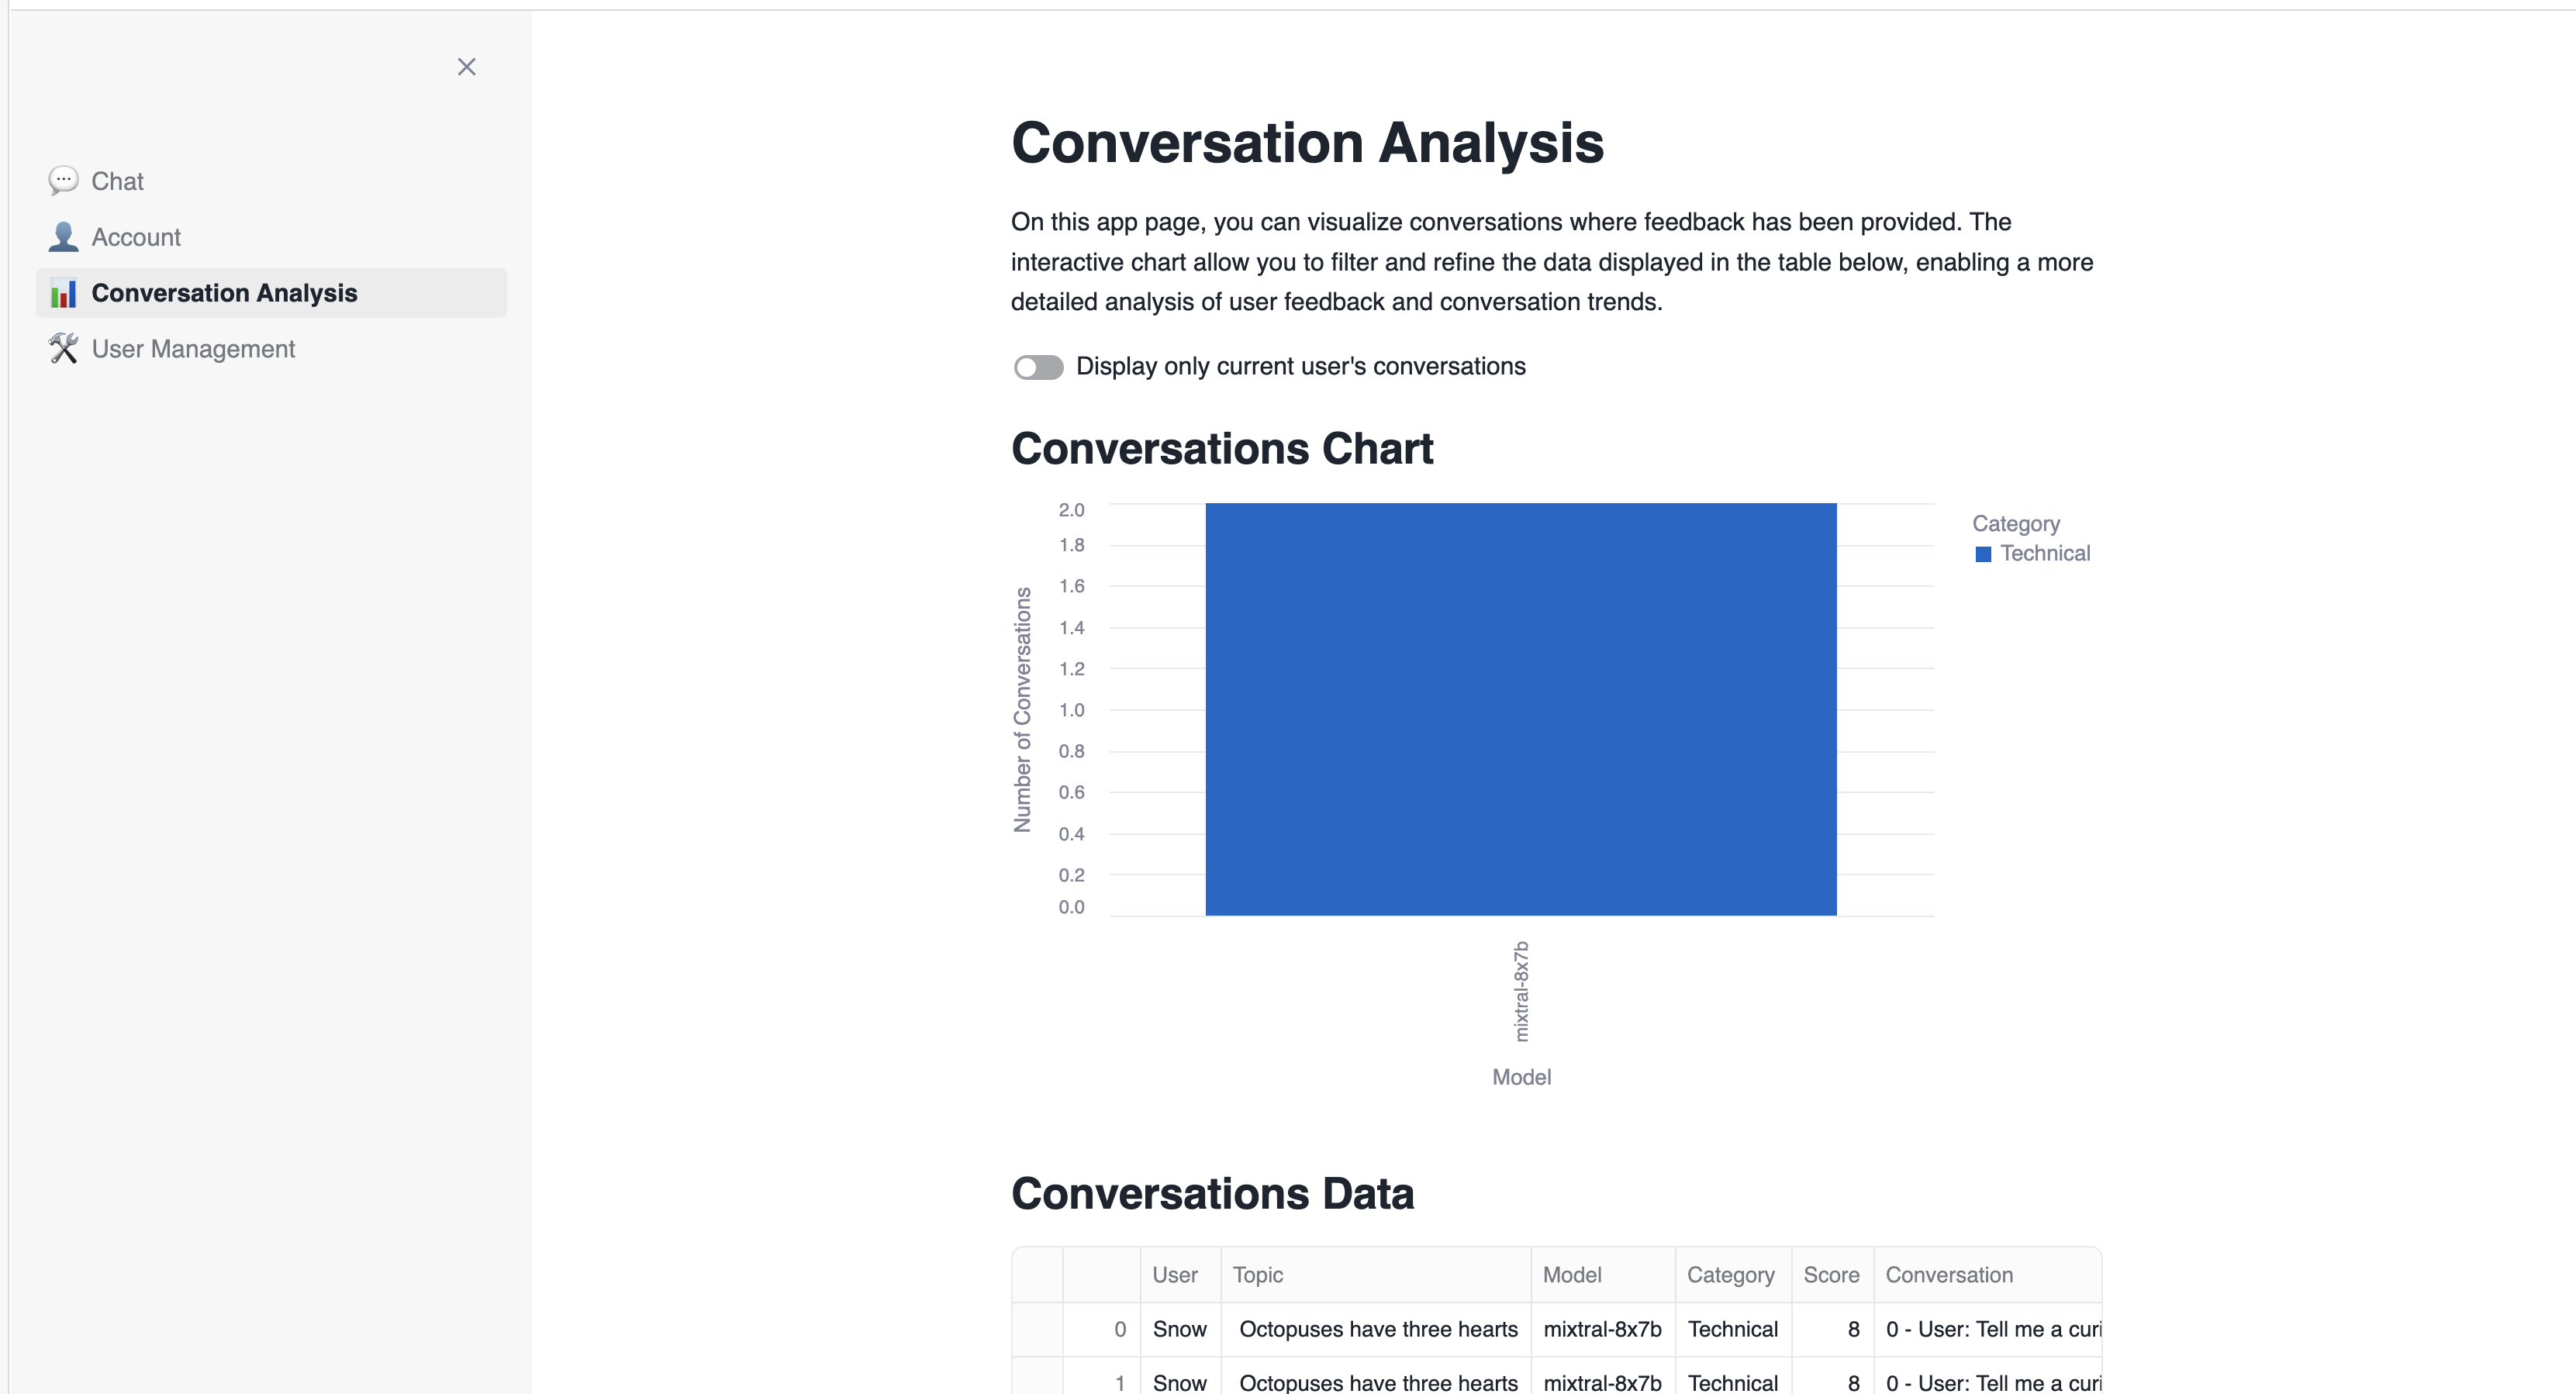 Chat
Account
Conversation Analysis
User Management
Conversation Analysis
On this app page, you can visualize conversations where feedback has been provided. The
interactive chart allow you to filter and refine the data displayed in the table below, enabling a more
detailed analysis of user feedback and conversation trends.
Display only current user's conversations
Conversations Chart
Number of Conversations
2.0
1.8
1.6
1.4
1.2
1.0
0.8
0.6
0.4
0.2
0.0
Category
Technical
mixtral-8x7b
Model
Conversations Data
User Topic Model Category Score Conversation
0 Snow Octopuses have three hearts mixtral-8x7b Technical 8 0 - User: Tell me a curi
1 Snow Octopuses have three hearts mixtral-8x7b Technical 8 0 - User: Tell me a curi